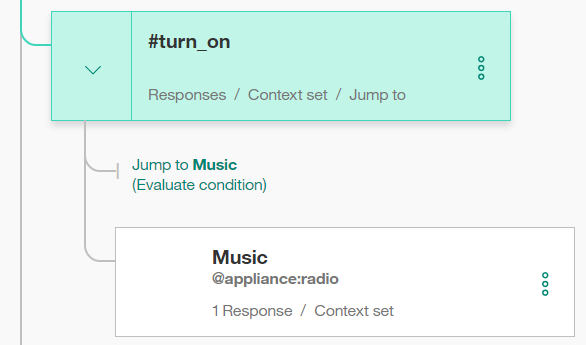 #turn_on
Responses / Context set / Jump to
Jump to Music
(Evaluate condition)
Music
@appliance:radio
1 Response / Context set